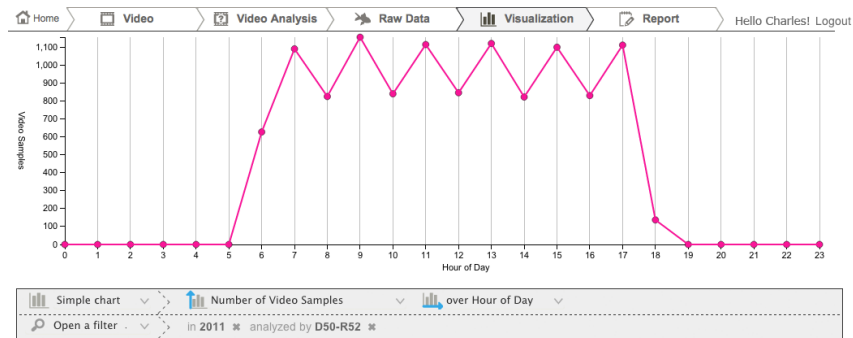 Home Video Video Analysis Raw Data Visualization Report Hello Charles! Logout
1,100
1,000
900
800
700
600
500
400
300
200
100
0
Video Samples
0 1 2 3 4 5 6 7 8 9 10 11 12 13 14 15 16 17 18 19 20 21 22 23
Hour of Day
Simple chart Number of Video Samples over Hour of Day
Open a filter . in 2011 analyzed by D50-R52